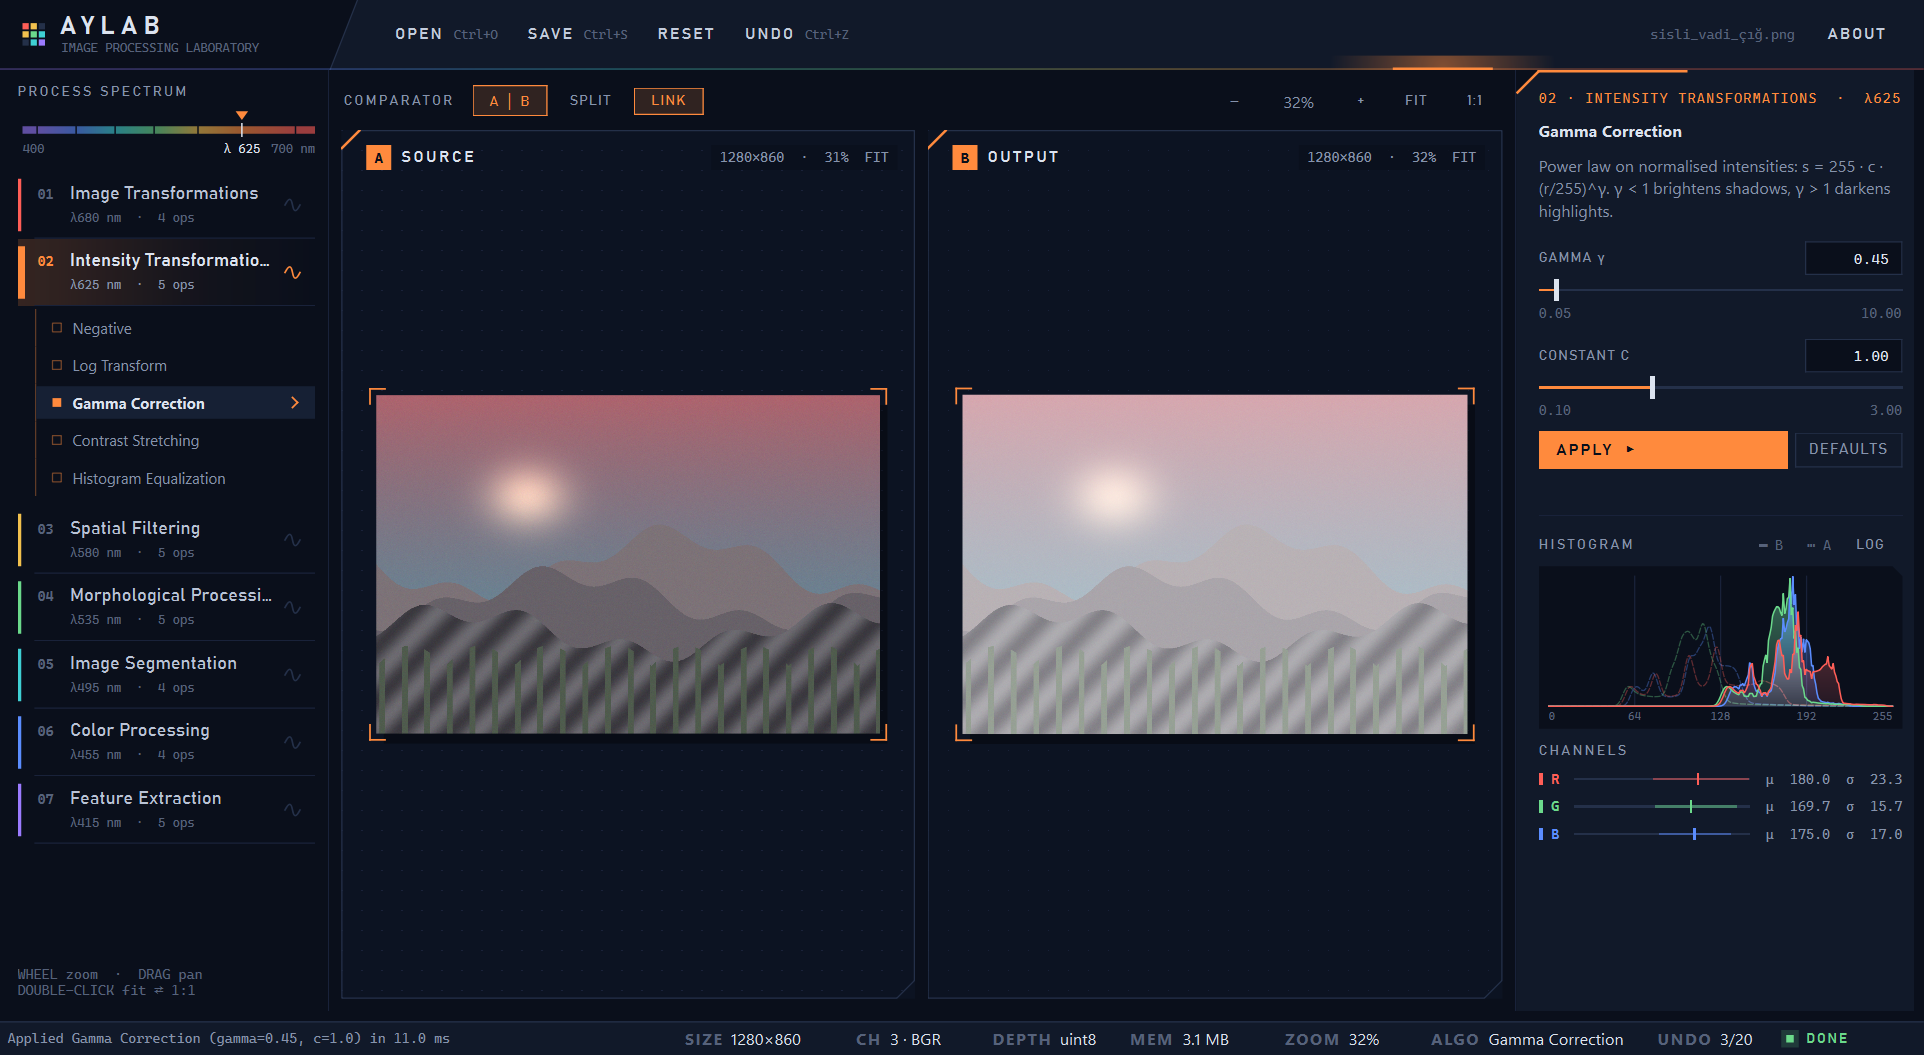 AYLAB
IMAGE PROCESSING LABORATORY
OPEN Ctrl+O SAVE Ctrl+S RESET UNDO Ctrl+Z
sisli_vadi_çığ.png ABOUT
PROCESS SPECTRUM
400 λ 625 700 nm
01 Image Transformations
λ680 nm · 4 ops
02 Intensity Transformatio...
λ625 nm · 5 ops
Negative
Log Transform
Gamma Correction
Contrast Stretching
Histogram Equalization
03 Spatial Filtering
λ580 nm · 5 ops
04 Morphological Processi...
λ535 nm · 5 ops
05 Image Segmentation
λ495 nm · 4 ops
06 Color Processing
λ455 nm · 4 ops
07 Feature Extraction
λ415 nm · 5 ops
WHEEL zoom · DRAG pan
DOUBLE-CLICK fit ⇄ 1:1
COMPARATOR A | B SPLIT LINK
− 32% + FIT 1:1
A SOURCE 1280×860 · 31% FIT
B OUTPUT 1280×860 · 32% FIT
02 · INTENSITY TRANSFORMATIONS · λ625
Gamma Correction
Power law on normalised intensities: s = 255 · c ·
(r/255)^γ. γ < 1 brightens shadows, γ > 1 darkens
highlights.
GAMMA γ 0.45
0.05 10.00
CONSTANT C 1.00
0.10 3.00
APPLY ▸ DEFAULTS
HISTOGRAM B A LOG
0 64 128 192 255
CHANNELS
R μ 180.0 σ 23.3
G μ 169.7 σ 15.7
B μ 175.0 σ 17.0
Applied Gamma Correction (gamma=0.45, c=1.0) in 11.0 ms
SIZE 1280×860 CH 3 · BGR DEPTH uint8 MEM 3.1 MB ZOOM 32% ALGO Gamma Correction UNDO 3/20 DONE